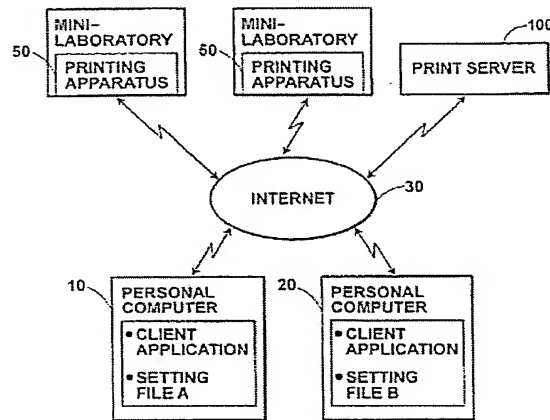 MINI-
LABORATORY
50
PRINTING
APPARATUS
MINI-
LABORATORY
50
PRINTING
APPARATUS
100
PRINT SERVER
INTERNET
30
10
PERSONAL
COMPUTER
• CLIENT
APPLICATION
• SETTING
FILE A
20
PERSONAL
COMPUTER
• CLIENT
APPLICATION
• SETTING
FILE B